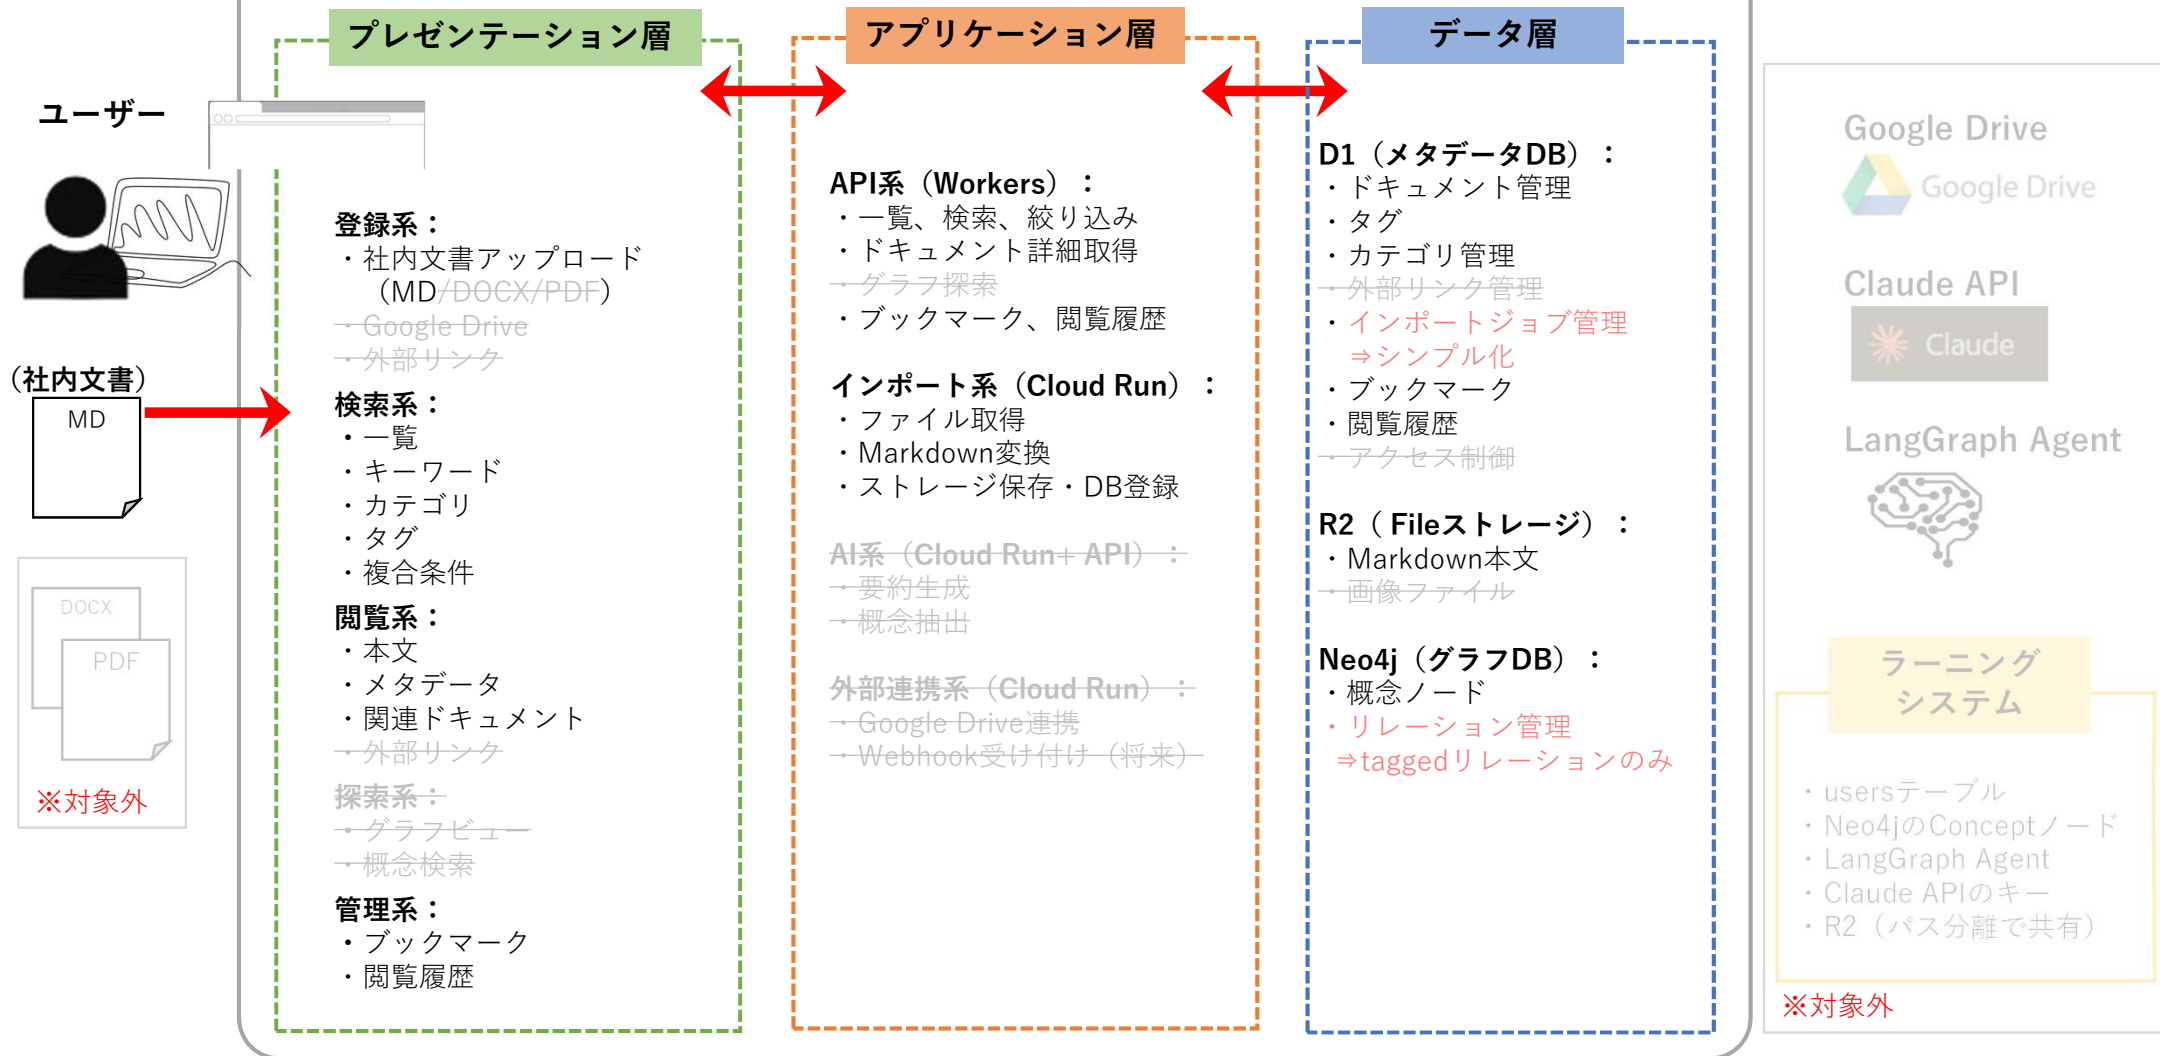 プレゼンテーション層
アプリケーション層
データ層
ユーザー
(社内文書)
MD
DOCX
PDF
※対象外
登録系：
・社内文書アップロード
（MD/DOCX/PDF）
・Google Drive
・外部リンク
検索系：
・一覧
・キーワード
・カテゴリ
・タグ
・複合条件
閲覧系：
・本文
・メタデータ
・関連ドキュメント
・外部リンク
探索系：
・グラフビュー
・概念検索
管理系：
・ブックマーク
・閲覧履歴
API系（Workers）：
・一覧、検索、絞り込み
・ドキュメント詳細取得
・グラフ探索
・ブックマーク、閲覧履歴
インポート系（Cloud Run）：
・ファイル取得
・Markdown変換
・ストレージ保存・DB登録
AI系（Cloud Run+ API）：
・要約生成
・概念抽出
外部連携系（Cloud Run）：
・Google Drive連携
・Webhook受け付け（将来）
D1（メタデータDB）：
・ドキュメント管理
・タグ
・カテゴリ管理
・外部リンク管理
・インポートジョブ管理
⇒シンプル化
・ブックマーク
・閲覧履歴
・アクセス制御
R2（ Fileストレージ）：
・Markdown本文
・画像ファイル
Neo4j（グラフDB）：
・概念ノード
・リレーション管理
⇒taggedリレーションのみ
Google Drive
Google Drive
Claude API
Claude
LangGraph Agent
ラーニング
システム
・usersテーブル
・Neo4jのConceptノード
・LangGraph Agent
・Claude APIのキー
・R2（パス分離で共有）
※対象外